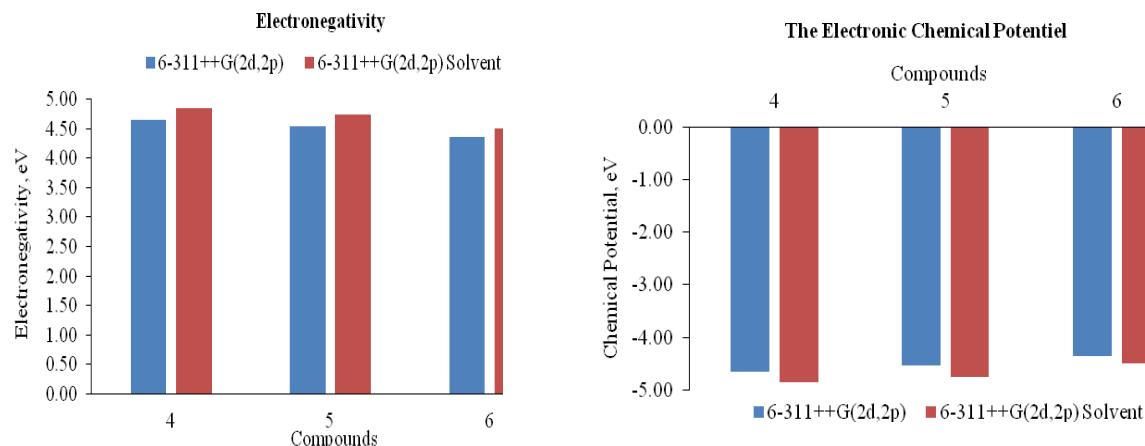 Electronegativity
6-311++G(2d,2p) 6-311++G(2d,2p) Solvent
5.00
4.50
4.00
3.50
3.00
2.50
2.00
1.50
1.00
0.50
0.00
Electronegativity, eV
4 5 6
Compounds
The Electronic Chemical Potentiel
Compounds
4 5 6
0.00
-1.00
-2.00
-3.00
-4.00
-5.00
Chemical Potential, eV
6-311++G(2d,2p) 6-311++G(2d,2p) Solvent